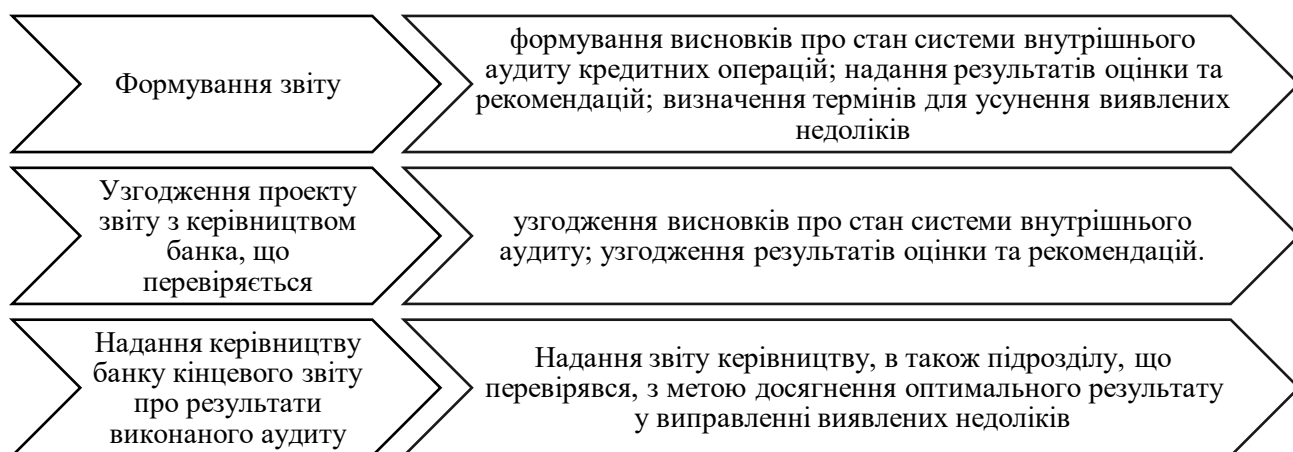 Формування звіту
формування висновків про стан системи внутрішнього
аудиту кредитних операцій; надання результатів оцінки та
рекомендацій; визначення термінів для усунення виявлених
недоліків
Узгодження проекту
звіту з керівництвом
банка, що
перевіряється
узгодження висновків про стан системи внутрішнього
аудиту; узгодження результатів оцінки та рекомендацій.
Надання керівництву
банку кінцевого звіту
про результати
виконаного аудиту
Надання звіту керівництву, в також підрозділу, що
перевірявся, з метою досягнення оптимального результату
у виправленні виявлених недоліків